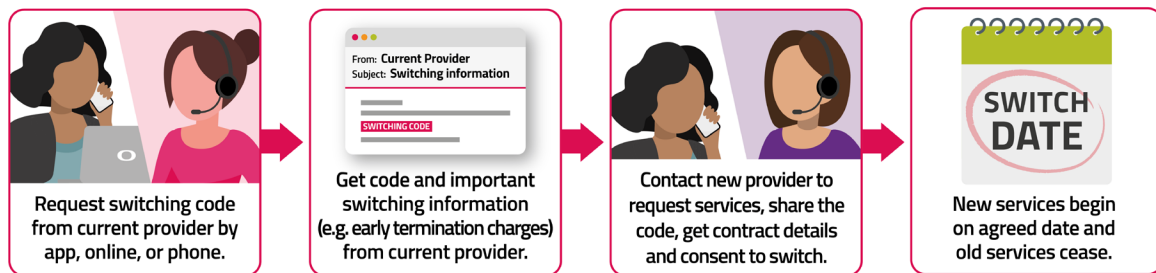 Request switching code
from current provider by
app, online, or phone.
From: Current Provider
Subject: Switching information
SWITCHING CODE
Get code and important
switching information
(e.g. early termination charges)
from current provider.
Contact new provider to
request services, share the
code, get contract details
and consent to switch.
SWITCH
DATE
New services begin
on agreed date and
old services cease.